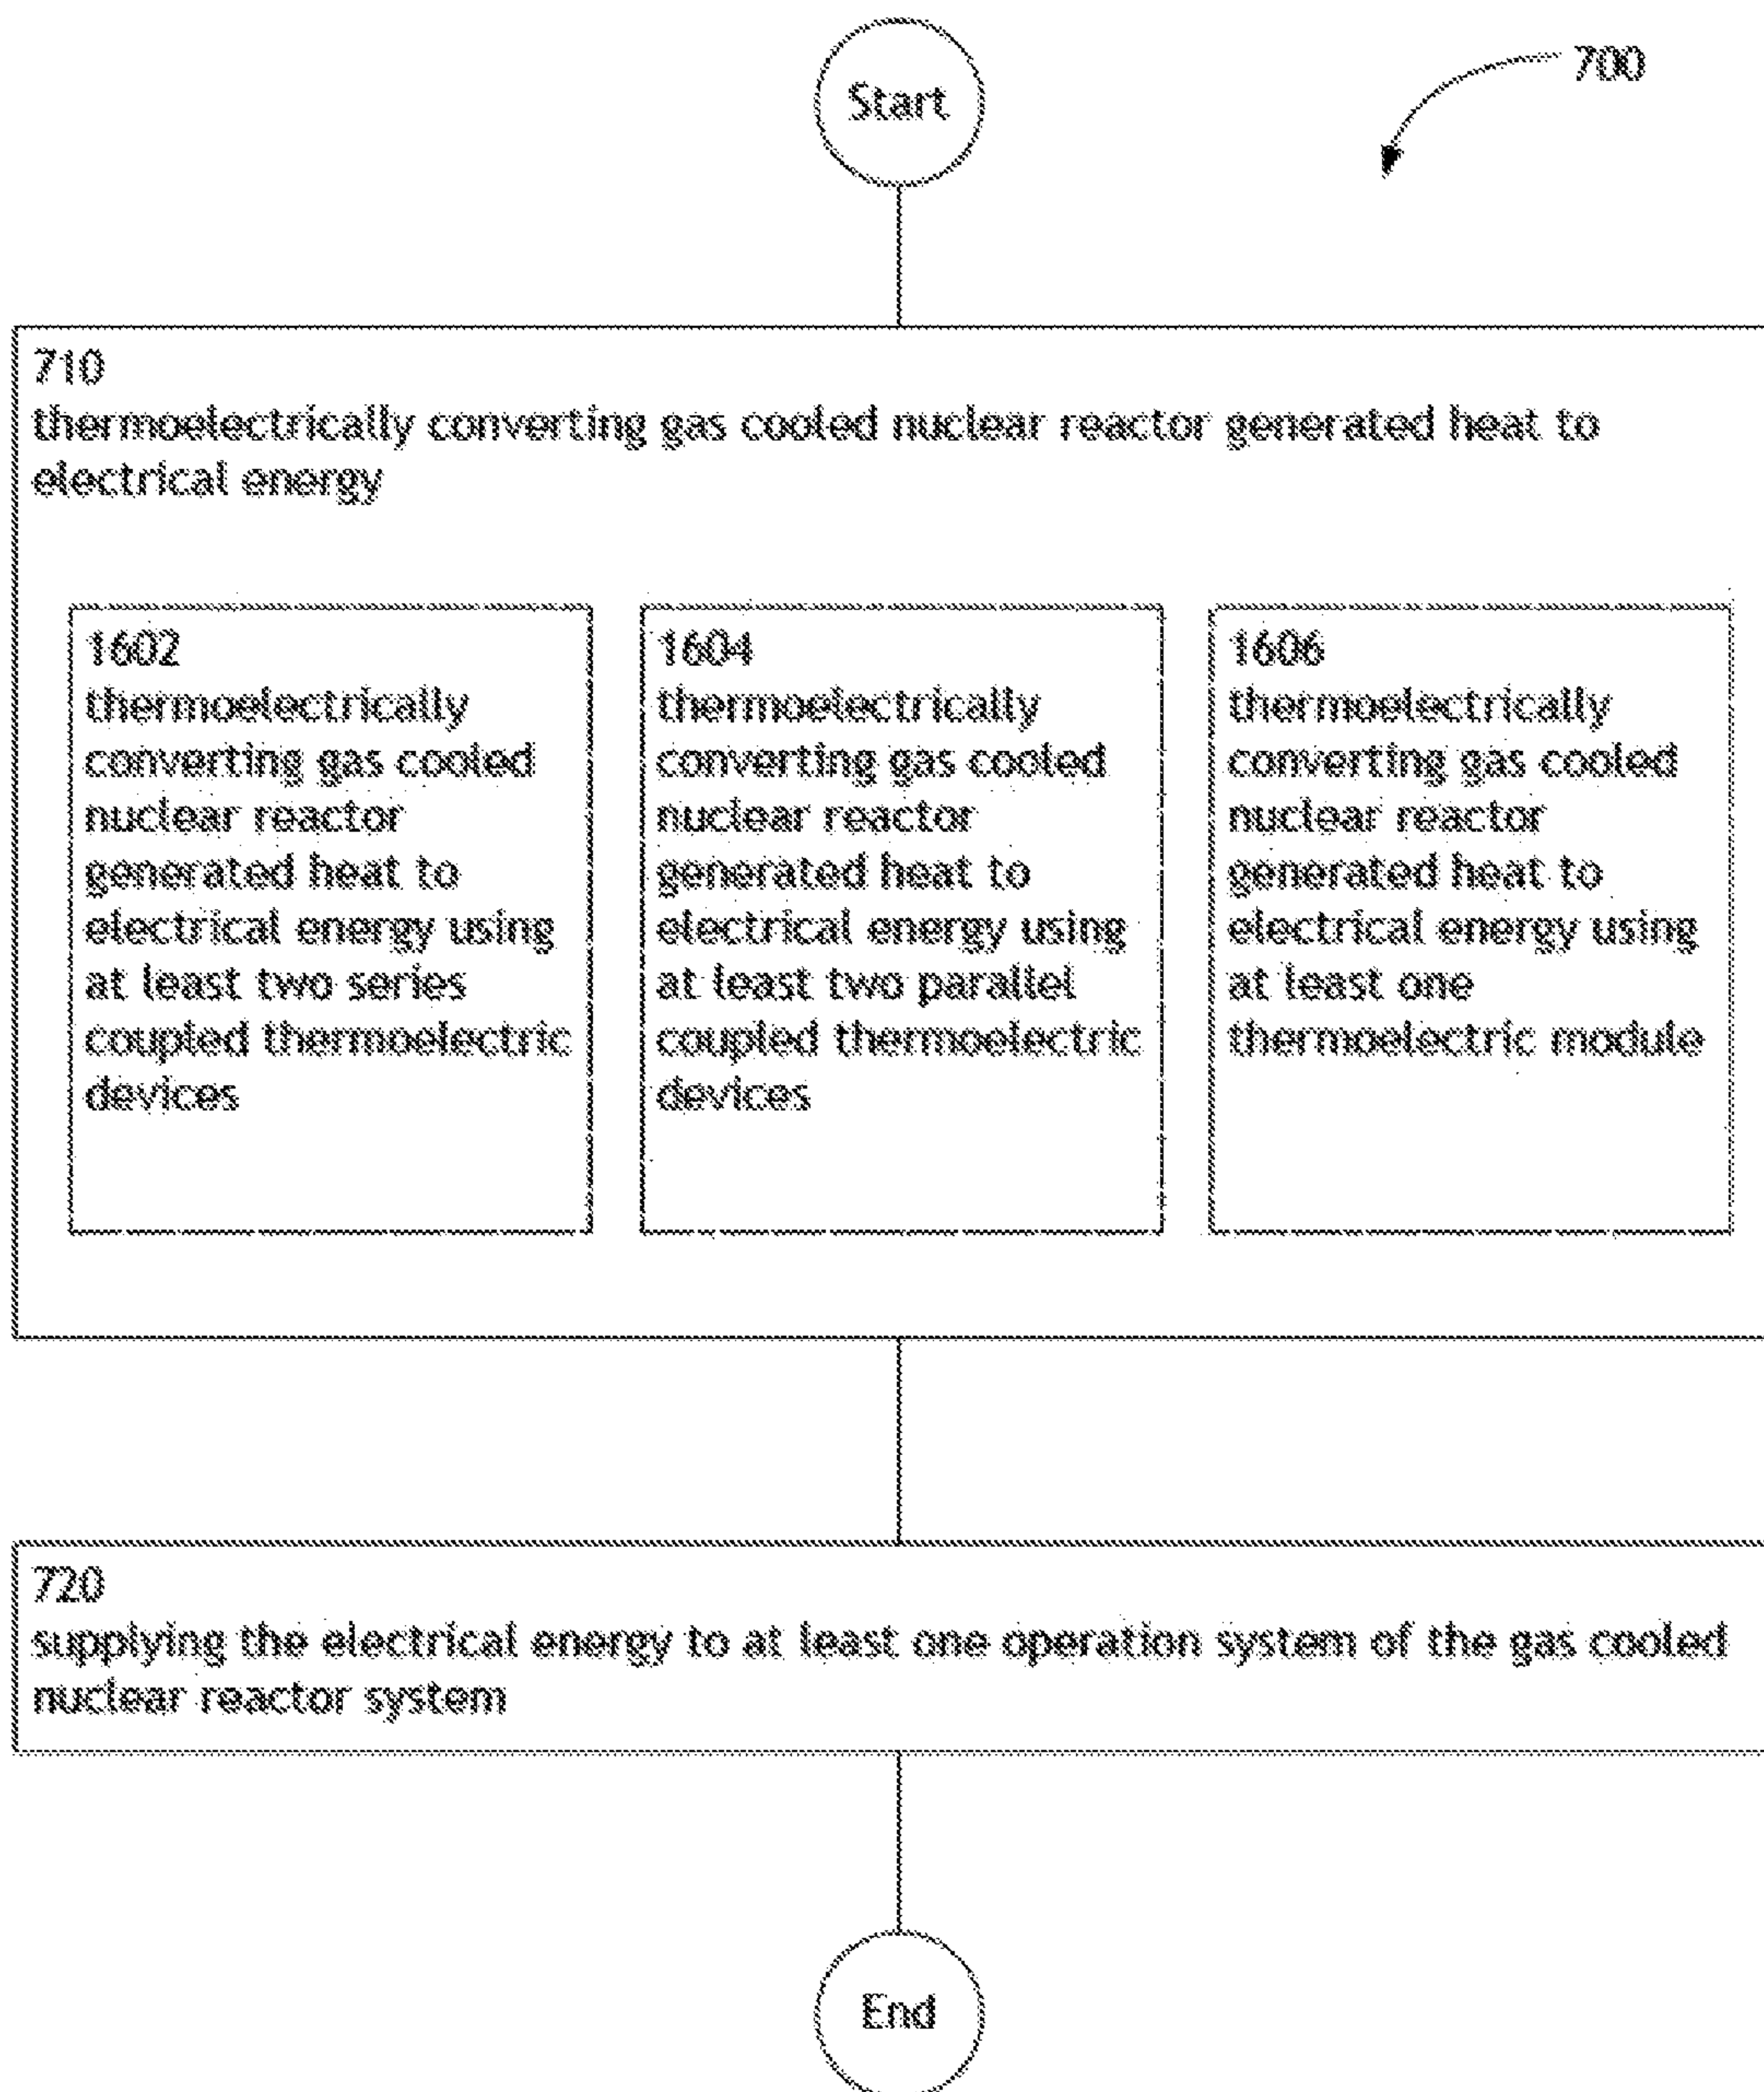 Start
700
710
thermoelectrically converting gas cooled nuclear reactor generated heat to
electrical energy
1602
thermoelectrically
converting gas cooled
nuclear reactor
generated heat to
electrical energy using
at least two series
coupled thermoelectric
devices
1604
thermoelectrically
converting gas cooled
nuclear reactor
generated heat to
electrical energy using
at least two parallel
coupled thermoelectric
devices
1606
thermoelectrically
converting gas cooled
nuclear reactor
generated heat to
electrical energy using
at least one
thermoelectric module
720
supplying the electrical energy to at least one operation system of the gas cooled
nuclear reactor system
End